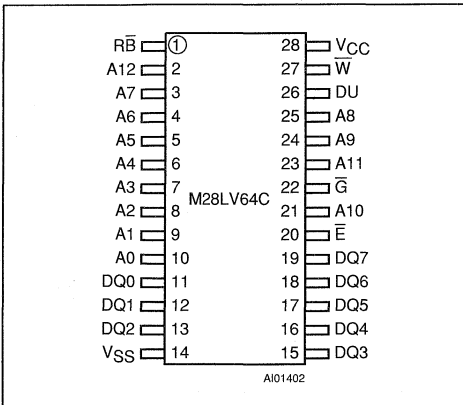 RB̅ 1 28 VCC
A12 2 27 W̅
A7 3 26 DU
A6 4 25 A8
A5 5 24 A9
A4 6 23 A11
A3 7 22 G̅
M28LV64C
A2 8 21 A10
A1 9 20 E̅
A0 10 19 DQ7
DQ0 11 18 DQ6
DQ1 12 17 DQ5
DQ2 13 16 DQ4
VSS 14 15 DQ3
AI01402